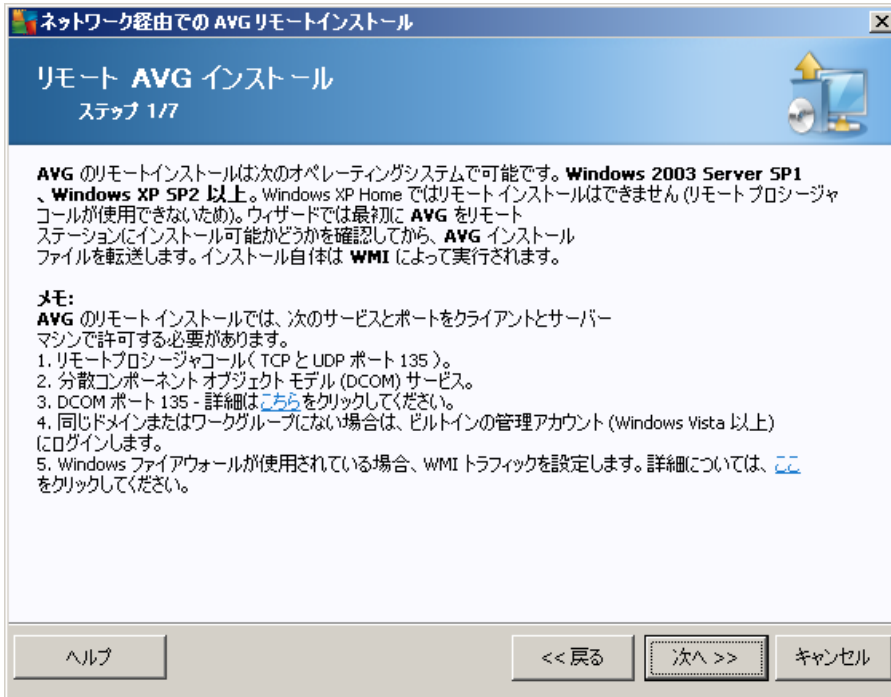 ネットワーク経由での AVG リモートインストール
リモート AVG インストール
ステップ 1/7
AVG のリモートインストールは次のオペレーティングシステムで可能です。Windows 2003 Server SP1
、Windows XP SP2 以上。Windows XP Home ではリモート インストールはできません (リモート プロシージャ
コールが使用できないため)。ウィザードでは最初に AVG をリモート
ステーションにインストール可能かどうかを確認してから、AVG インストール
ファイルを転送します。インストール自体は WMI によって実行されます。
メモ:
AVG のリモート インストールでは、次のサービスとポートをクライアントとサーバー
マシンで許可する必要があります。
1. リモートプロシージャコール( TCP と UDP ポート 135 )。
2. 分散コンポーネント オブジェクト モデル (DCOM) サービス。
3. DCOM ポート 135 - 詳細はこちらをクリックしてください。
4. 同じドメインまたはワークグループにない場合は、ビルトインの管理アカウント (Windows Vista 以上)
にログインします。
5. Windows ファイアウォールが使用されている場合、WMI トラフィックを設定します。詳細については、ここ
をクリックしてください。
ヘルプ
<< 戻る
次へ >>
キャンセル